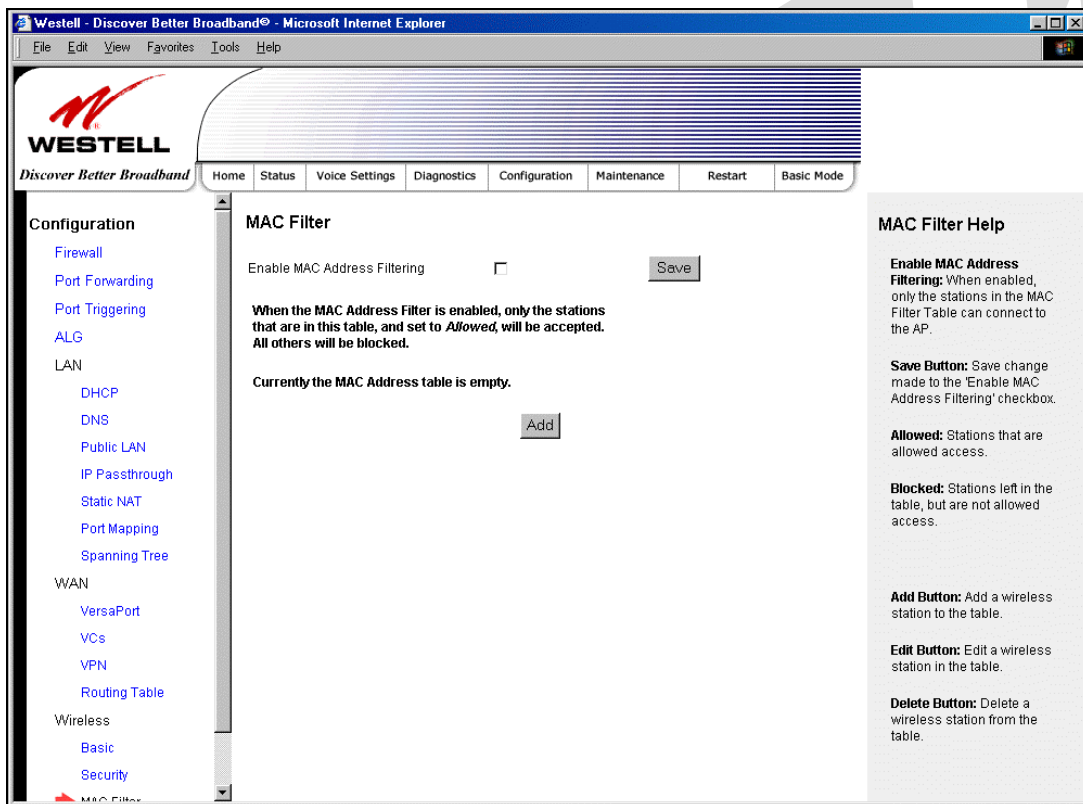 Westell - Discover Better Broadband© - Microsoft Internet Explorer
File Edit View Favorites Tools Help
WESTELL
Discover Better Broadband
Home Status Voice Settings Diagnostics Configuration Maintenance Restart Basic Mode
Configuration
Firewall
Port Forwarding
Port Triggering
ALG
LAN
DHCP
DNS
Public LAN
IP Passthrough
Static NAT
Port Mapping
Spanning Tree
WAN
VersaPort
VCs
VPN
Routing Table
Wireless
Basic
Security
MAC Filter
MAC Filter
Enable MAC Address Filtering
Save
When the MAC Address Filter is enabled, only the stations
that are in this table, and set to Allowed, will be accepted.
All others will be blocked.
Currently the MAC Address table is empty.
Add
MAC Filter Help
Enable MAC Address
Filtering: When enabled,
only the stations in the MAC
Filter Table can connect to
the AP.
Save Button: Save change
made to the 'Enable MAC
Address Filtering' checkbox.
Allowed: Stations that are
allowed access.
Blocked: Stations left in the
table, but are not allowed
access.
Add Button: Add a wireless
station to the table.
Edit Button: Edit a wireless
station in the table.
Delete Button: Delete a
wireless station from the
table.